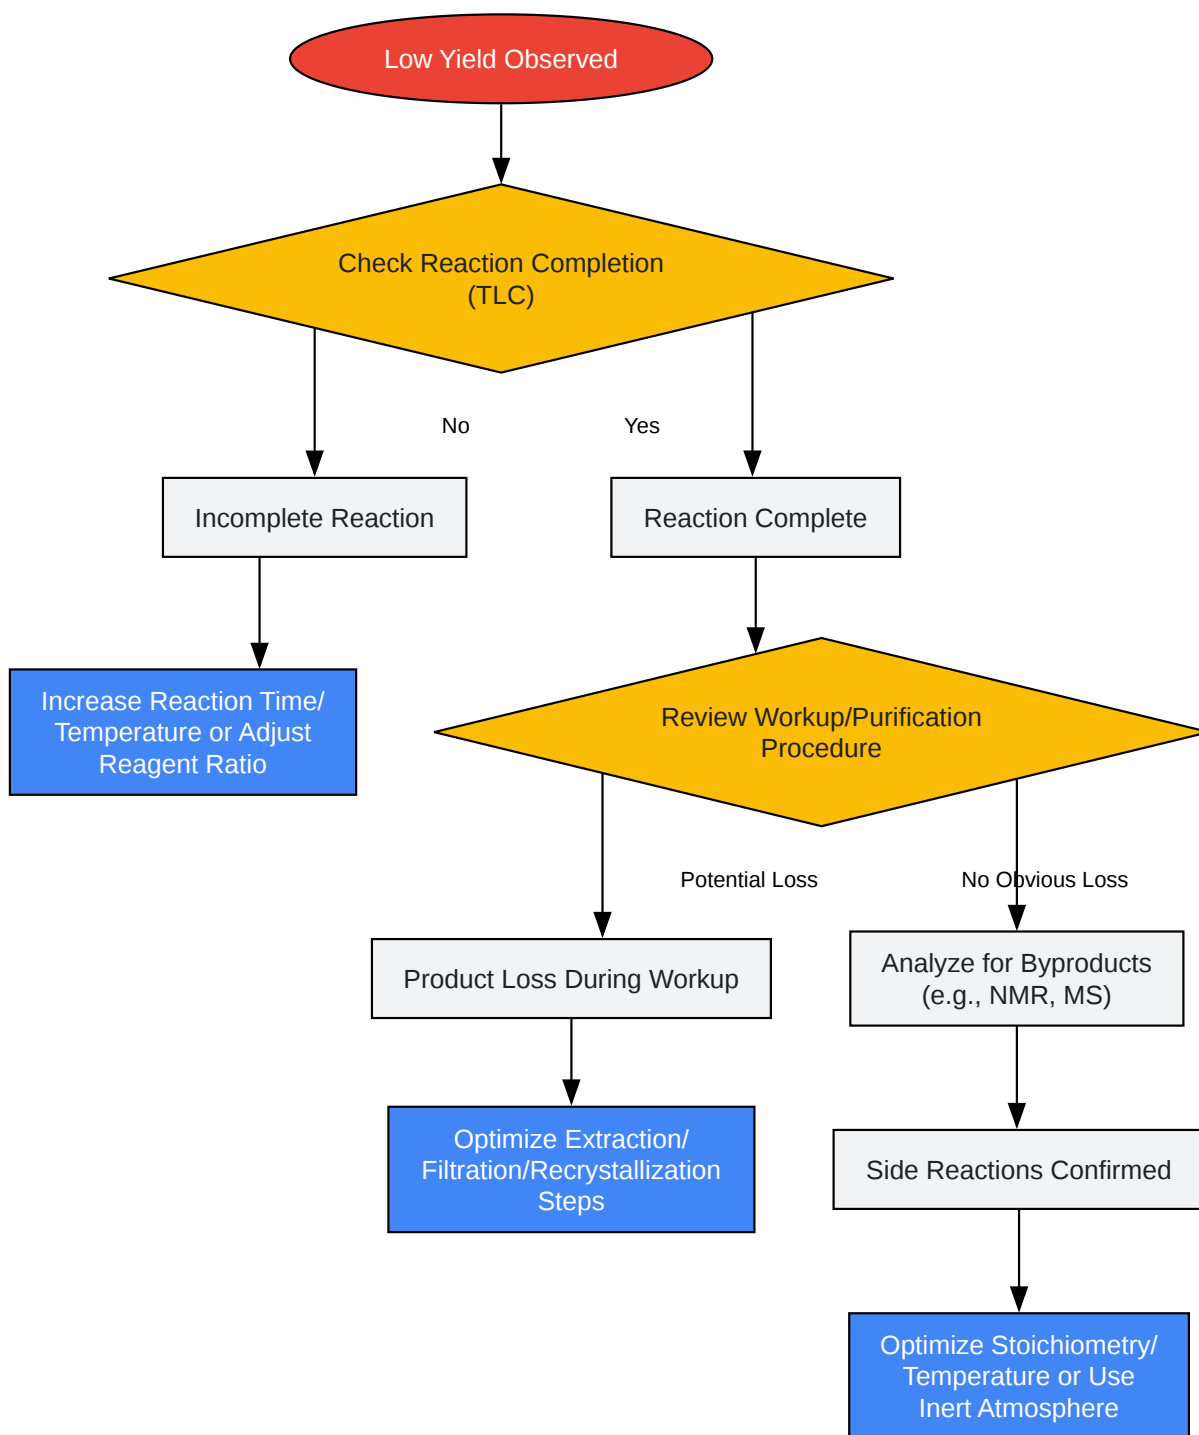 Low Yield Observed
Check Reaction Completion
(TLC)
No
Yes
Incomplete Reaction
Reaction Complete
Increase Reaction Time/
Temperature or Adjust
Reagent Ratio
Review Workup/Purification
Procedure
Potential Loss
No Obvious Loss
Product Loss During Workup
Analyze for Byproducts
(e.g., NMR, MS)
Optimize Extraction/
Filtration/Recrystallization
Steps
Side Reactions Confirmed
Optimize Stoichiometry/
Temperature or Use
Inert Atmosphere